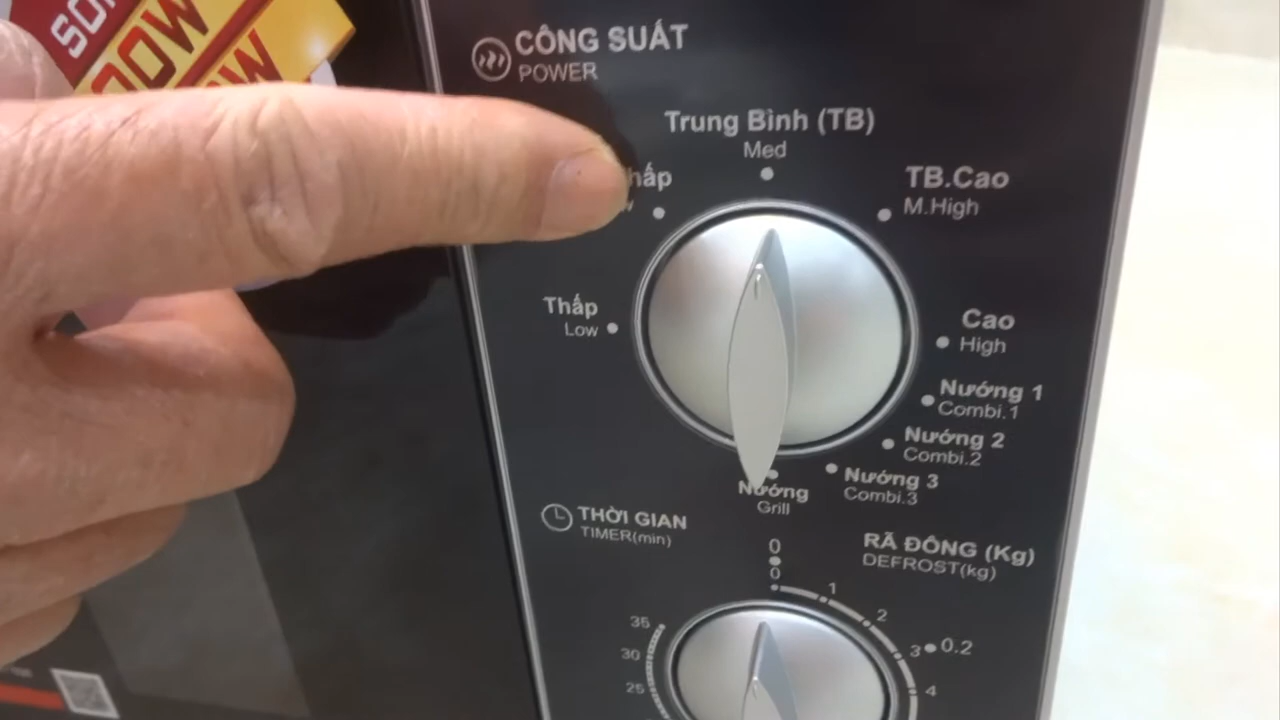 CÔNG SUẤT
POWER
Trung Bình (TB)
Med
TB.Cao
M.High
Thấp
Low
Cao
High
Nướng 1
Combi.1
Nướng 2
Combi.2
Nướng 3
Combi.3
Nướng
Grill
THỜI GIAN
TIMER(min)
RÃ ĐÔNG (Kg)
DEFROST(kg)
0
0
1
2
3
0.2
4
35
30
25